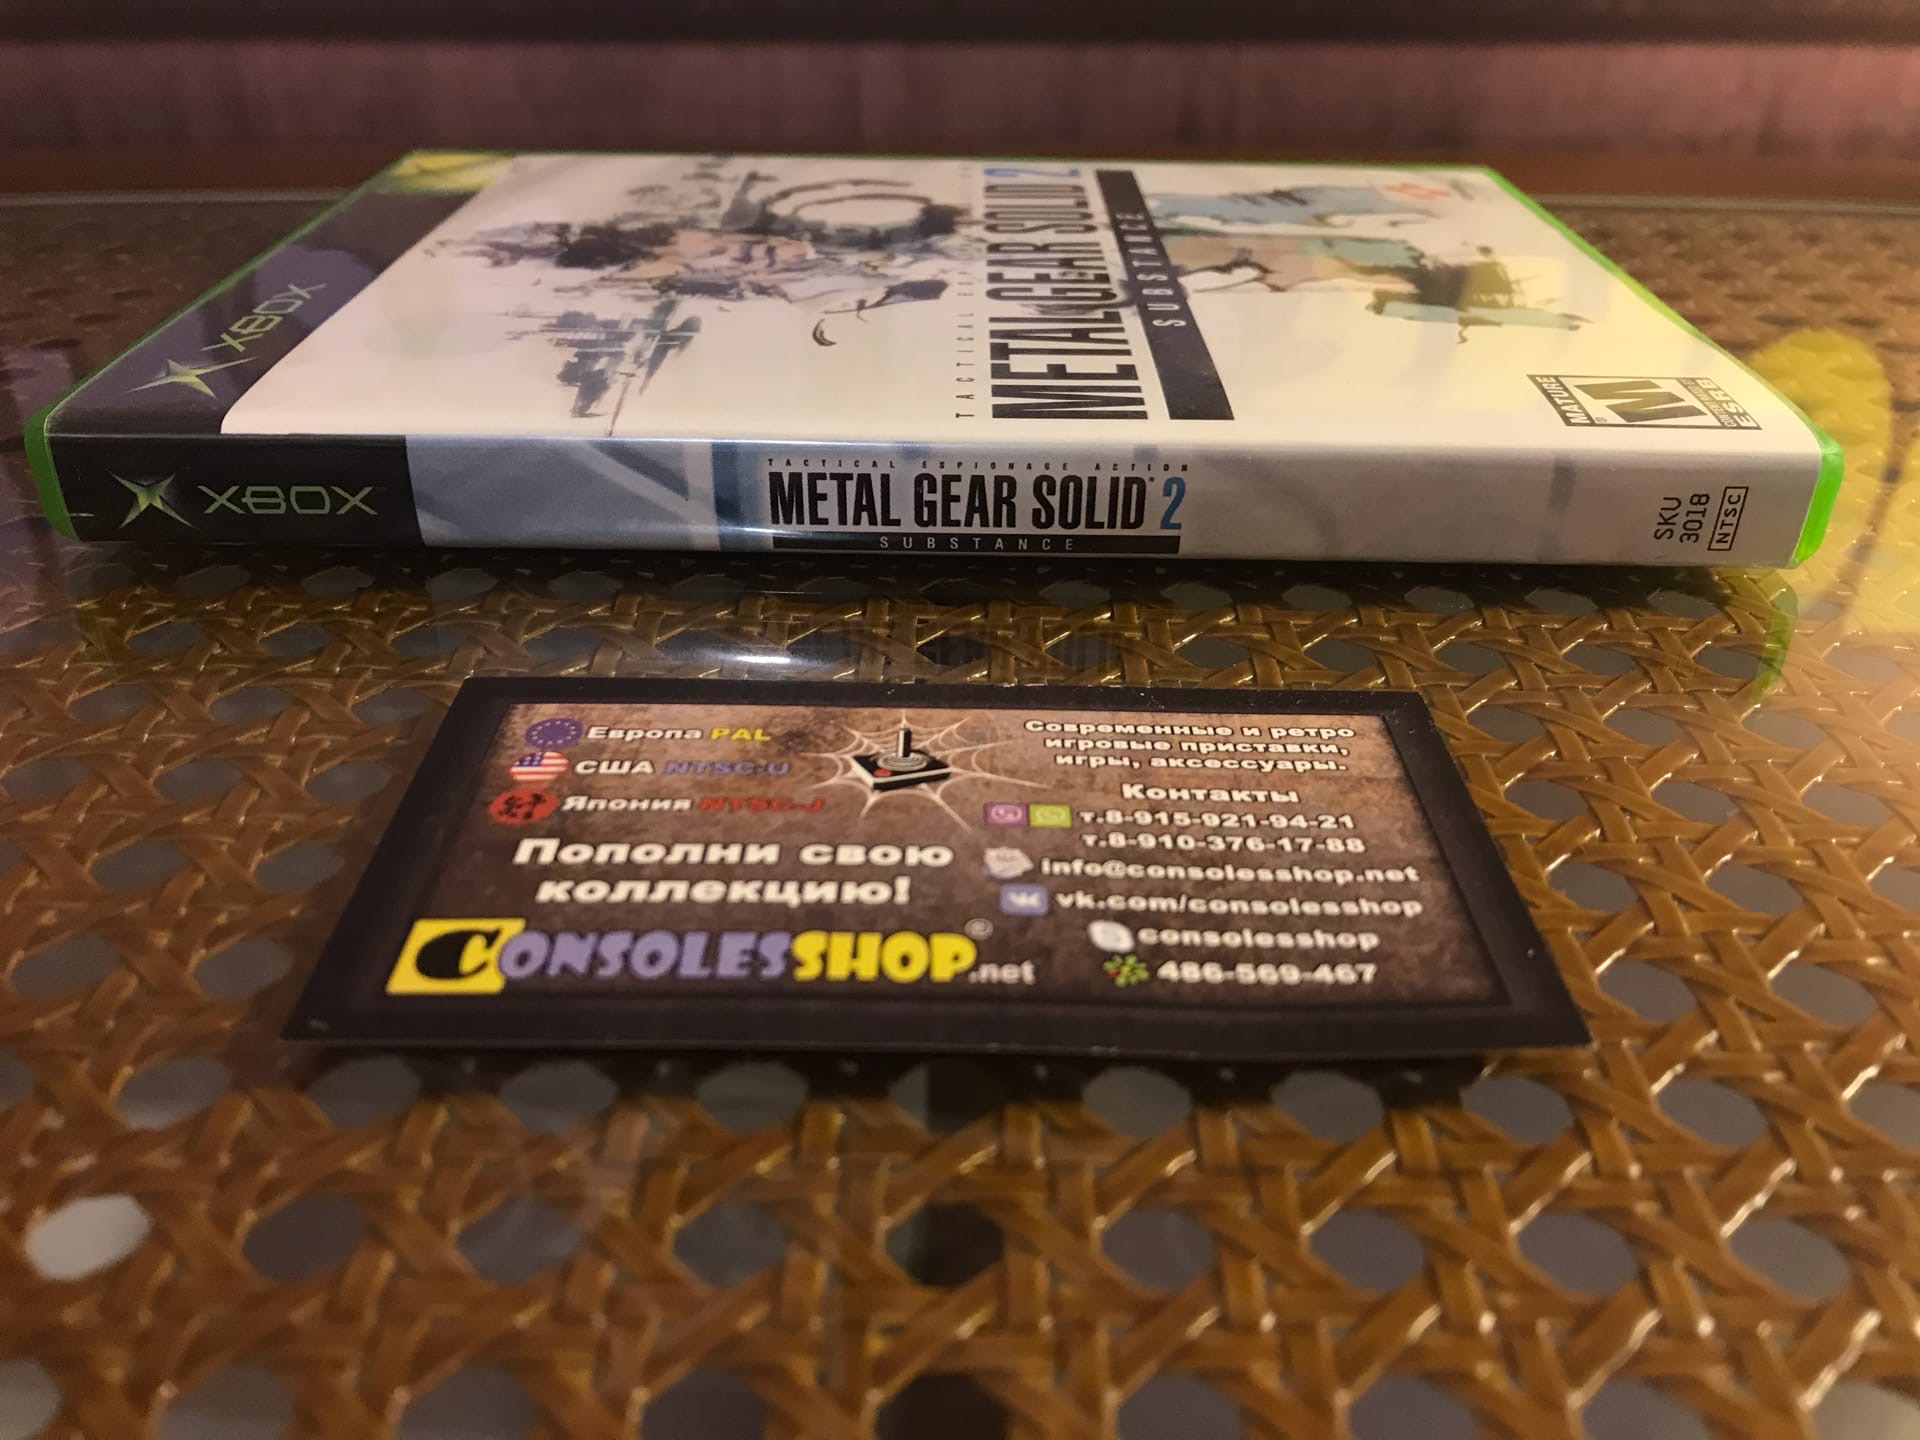 XBOX
TACTICAL
METAL GEAR SOLID 2
SUBSTANCE
MATURE
M
ESRB
XBOX
TACTICAL ESPIONAGE ACTION
METAL GEAR SOLID 2
SUBSTANCE
SKU
3018
NTSC
Европа PAL
США NTSC-U
Япония NTSC-J
Пополни свою
коллекцию!
CONSOLESSHOP®.net
Современные и ретро
игровые приставки,
игры, аксессуары.
Контакты
т.8-915-921-94-21
т.8-910-376-17-88
info@consolesshop.net
vk.com/consolesshop
consolesshop
486-569-467